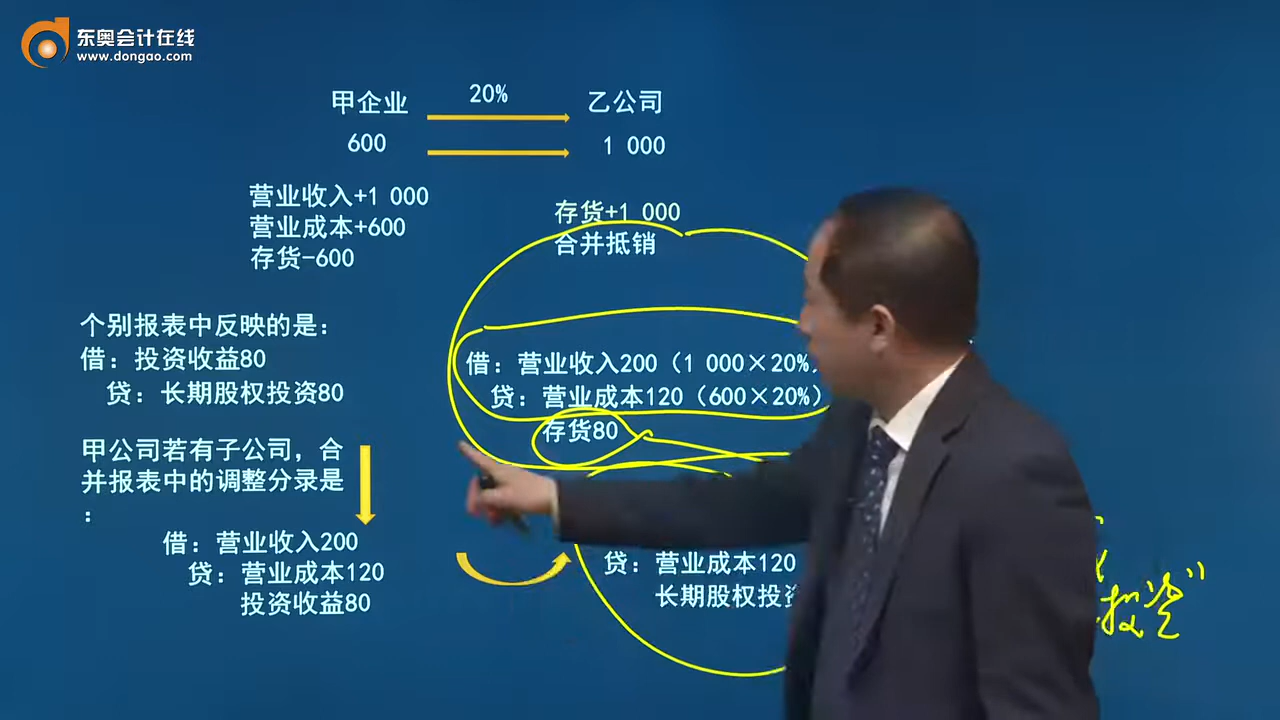 东奥会计在线
www.dongao.com
甲企业 20% 乙公司
600 1 000
营业收入+1 000
营业成本+600
存货-600
存货+1 000
合并抵销
个别报表中反映的是：
借：投资收益80
贷：长期股权投资80
借：营业收入200（1 000×20%
贷：营业成本120（600×20%）
存货80
甲公司若有子公司，合
并报表中的调整分录是
：
借：营业收入200
贷：营业成本120
投资收益80
贷：营业成本120
长期股权投资
投资”